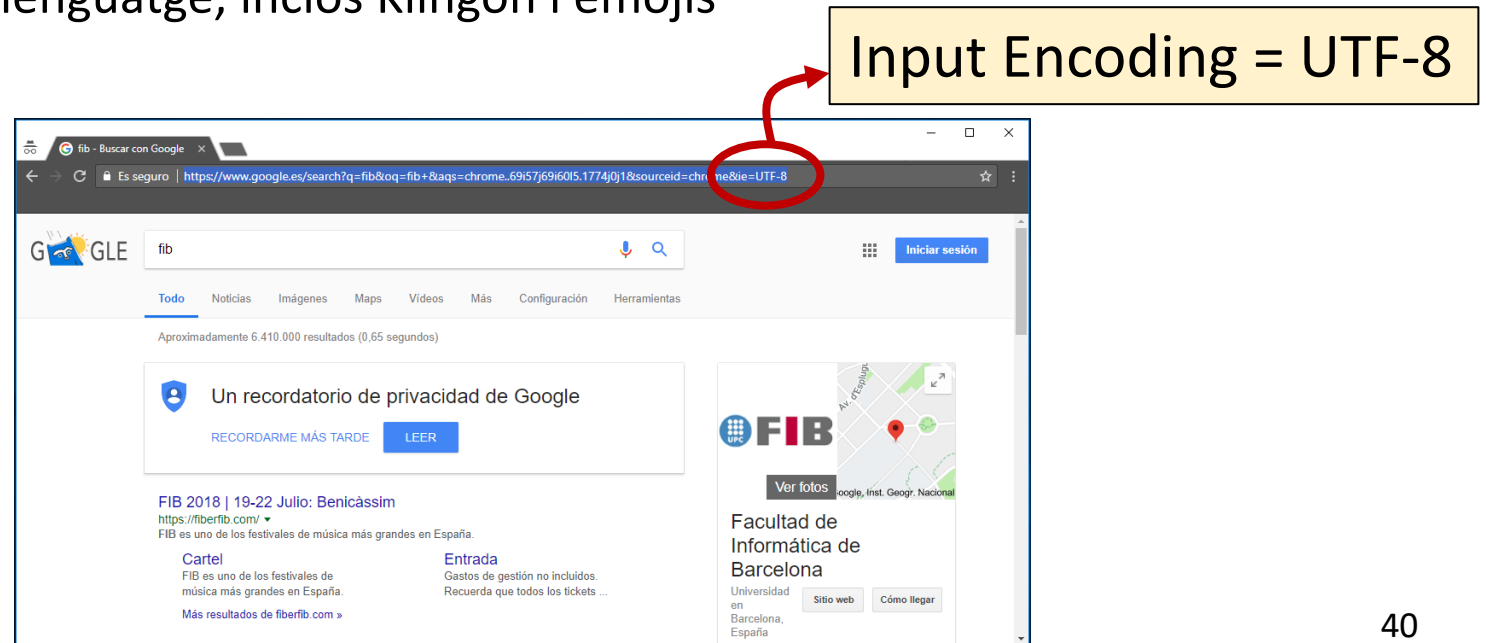 llenguatge, inclòs Klingon i emojis
Input Encoding = UTF-8
fib - Buscar con Google
Es seguro | https://www.google.es/search?q=fib&oq=fib+&aqs=chrome..69i57j69i60l5.1774j0j1&sourceid=chrome&ie=UTF-8
G GLE
fib
Iniciar sesión
Todo Noticias Imágenes Maps Vídeos Más Configuración Herramientas
Aproximadamente 6.410.000 resultados (0,65 segundos)
Un recordatorio de privacidad de Google
RECORDARME MÁS TARDE LEER
FIB 2018 | 19-22 Julio: Benicàssim
https://fiberfib.com/
FIB es uno de los festivales de música más grandes en España.
Cartel
FIB es uno de los festivales de
música más grandes en España.
Entrada
Gastos de gestión no incluidos.
Recuerda que todos los tickets ...
Más resultados de fiberfib.com »
Av. d'Esplug
UPC
FIB
Ver fotos
oogle, Inst. Geogr. Nacional
Facultad de
Informática de
Barcelona
Universidad
en
Barcelona,
España
Sitio web Cómo llegar
40